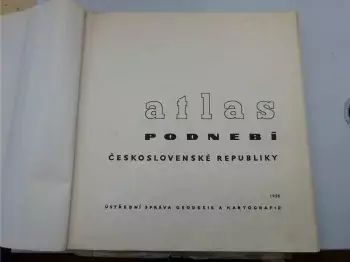 atlas
PODNEBÍ
ČESKOSLOVENSKÉ REPUBLIKY
1958
ÚSTŘEDNÍ SPRÁVA GEODESIE A KARTOGRAFIE